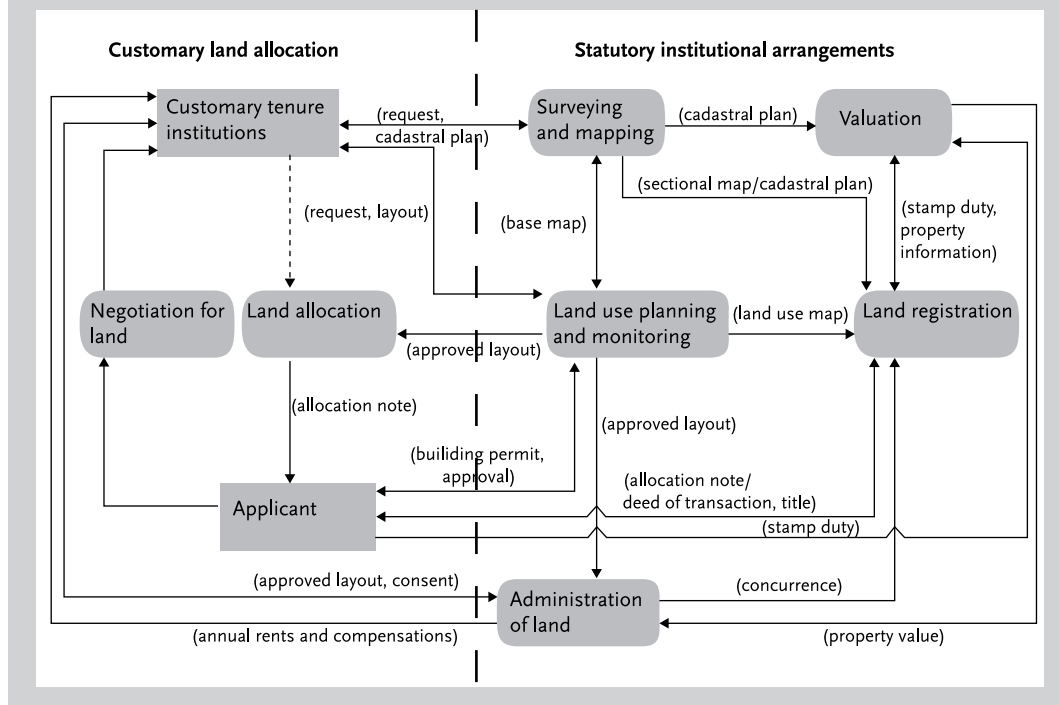 Customary land allocation
Statutory institutional arrangements
Customary tenure
institutions
(request,
cadastral plan)
Surveying
and mapping
(cadastral plan)
Valuation
(sectional map/cadastral plan)
(request, layout)
(base map)
(stamp duty,
property
information)
Negotiation for
land
Land allocation
Land use planning
and monitoring
(land use map)
Land registration
(approved layout)
(allocation note)
(approved layout)
(builiding permit,
approval)
(allocation note/
deed of transaction, title)
Applicant
(stamp duty)
(approved layout, consent)
Administration
of land
(concurrence)
(annual rents and compensations)
(property value)